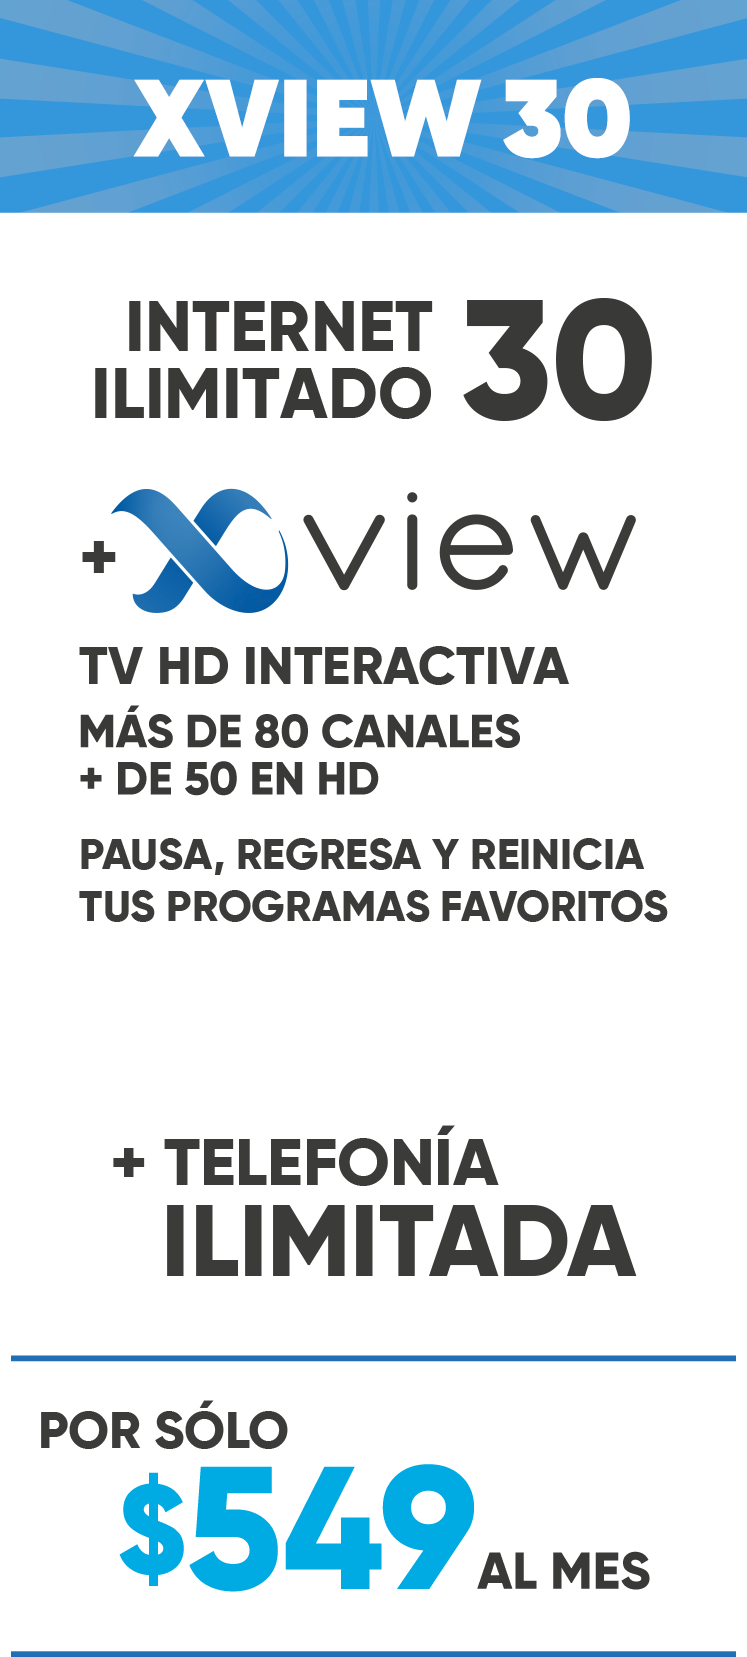 XVIEW 30
INTERNET
ILIMITADO 30
+ Xview
TV HD INTERACTIVA
MÁS DE 80 CANALES
+ DE 50 EN HD
PAUSA, REGRESA Y REINICIA
TUS PROGRAMAS FAVORITOS
+ TELEFONÍA
ILIMITADA
POR SÓLO
$549 AL MES